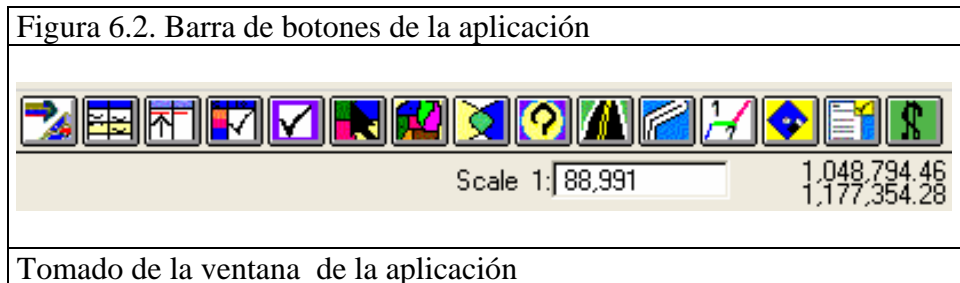 Figura 6.2. Barra de botones de la aplicación
Scale 1: 88,991
1,048,794.46
1,177,354.28
Tomado de la ventana de la aplicación